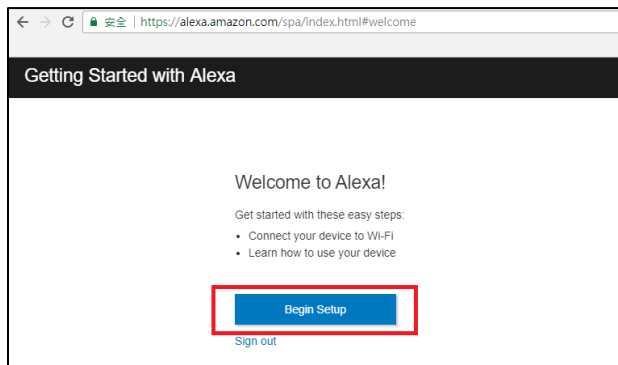 安全 | https://alexa.amazon.com/spa/index.html#welcome
Getting Started with Alexa
Welcome to Alexa!
Get started with these easy steps:
• Connect your device to Wi-Fi
• Learn how to use your device
Begin Setup
Sign out